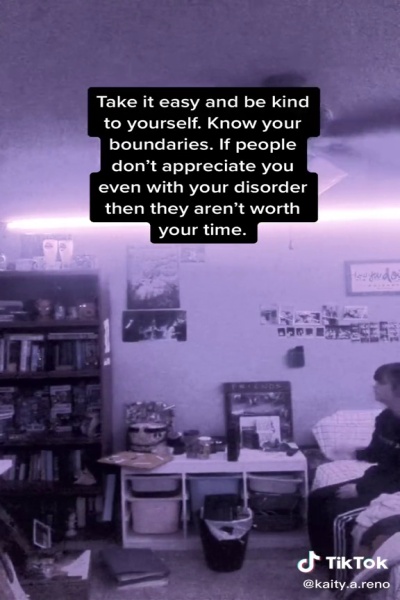 Take it easy and be kind
to yourself. Know your
boundaries. If people
don't appreciate you
even with your disorder
then they aren't worth
your time.
TikTok
@kaity.a.reno